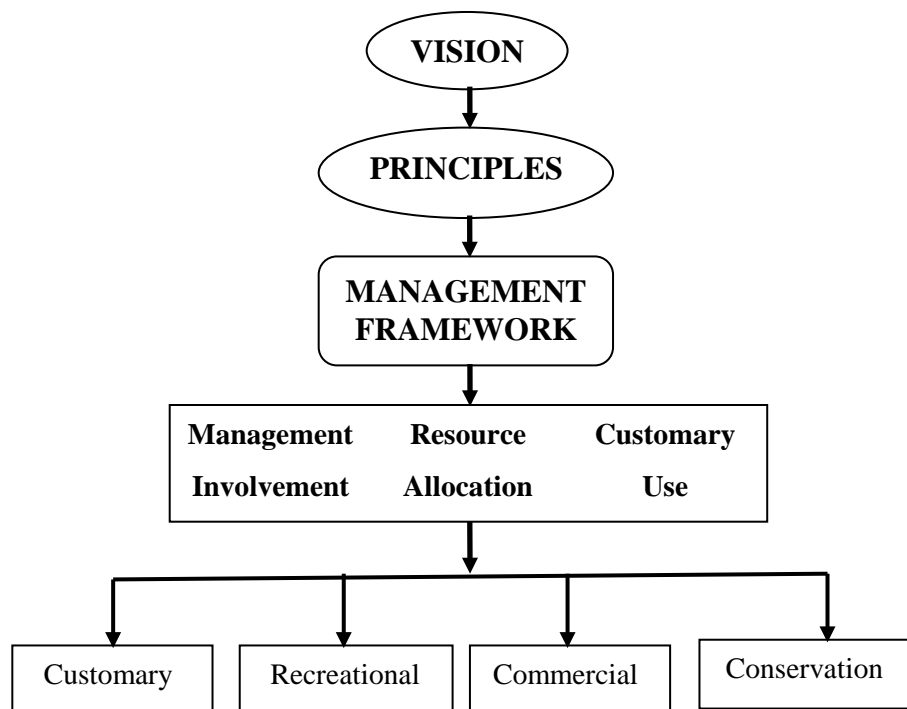 VISION
PRINCIPLES
MANAGEMENT
FRAMEWORK
Management Resource Customary
Involvement Allocation Use
Customary Recreational Commercial Conservation